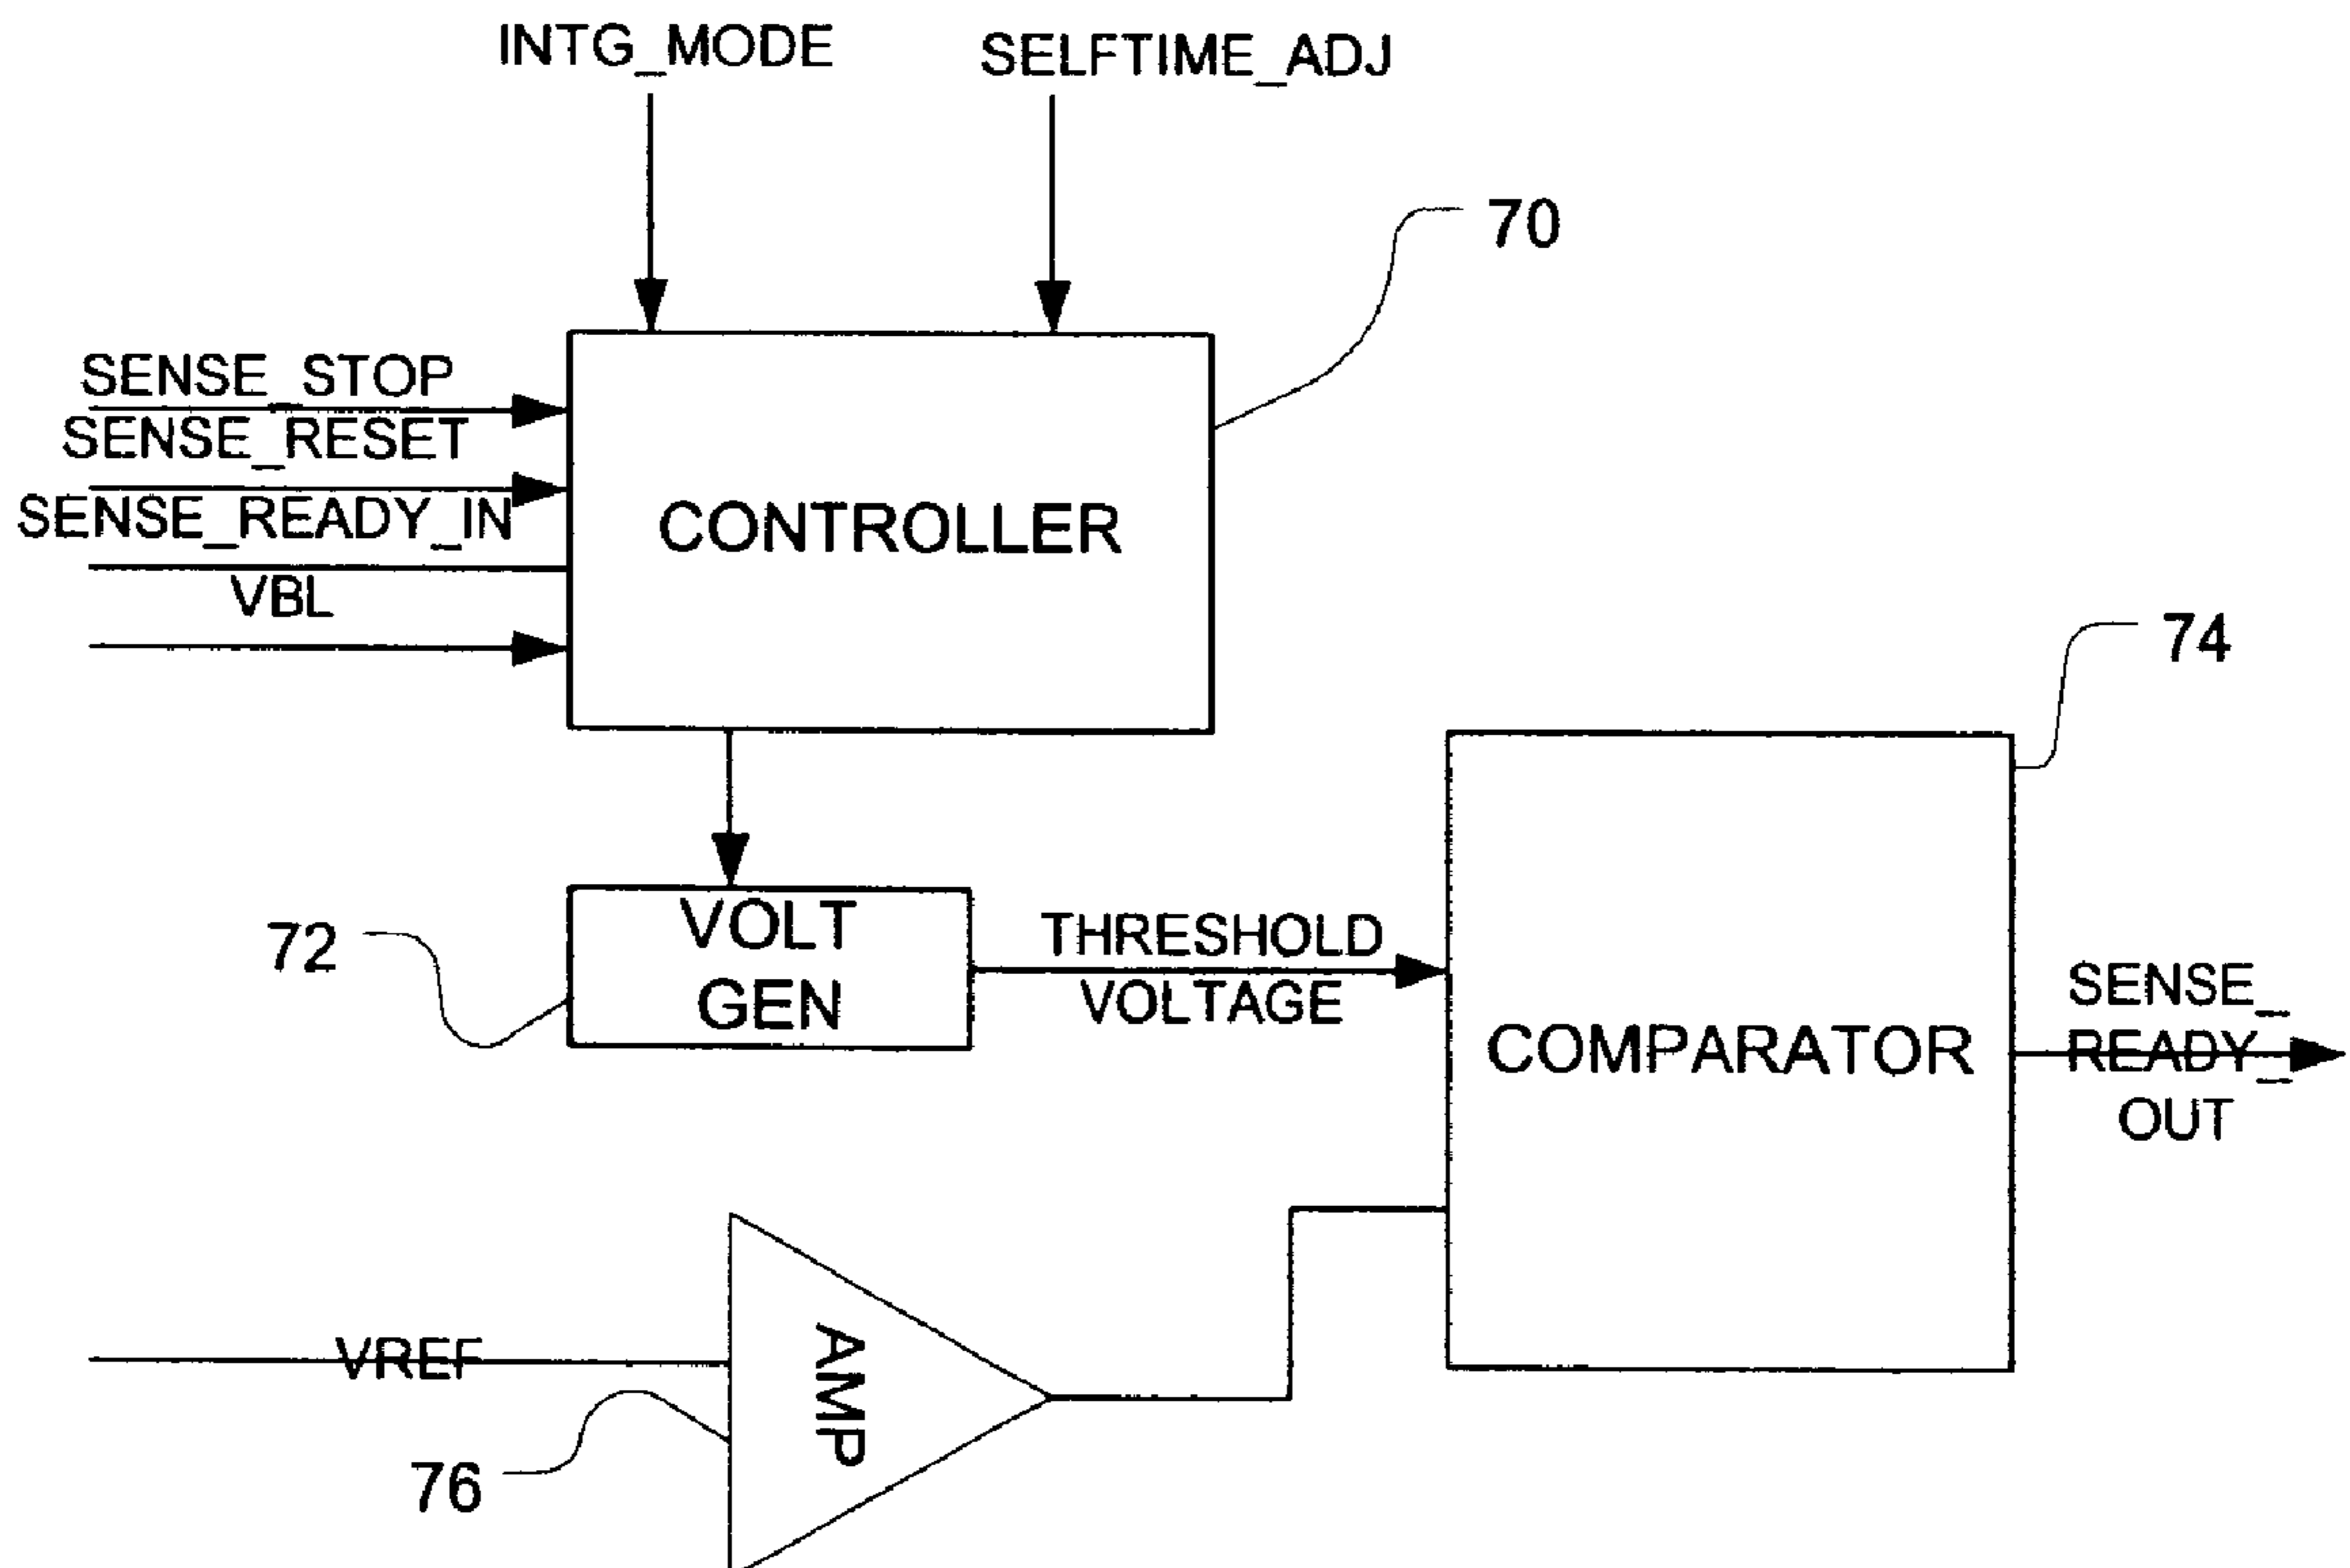 INTG_MODE
SELFTIME_ADJ
70
SENSE_STOP
SENSE_RESET
SENSE_READY_IN
VBL
CONTROLLER
74
72
VOLT
GEN
THRESHOLD
VOLTAGE
COMPARATOR
SENSE_
READY_
OUT
VREF
AMP
76